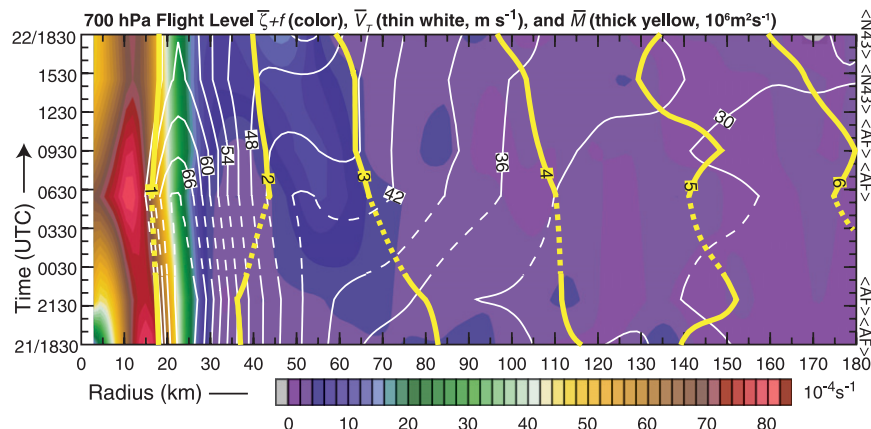 700 hPa Flight Level ζ̅+f (color), V̅_T (thin white, m s⁻¹), and M̅ (thick yellow, 10⁶m²s⁻¹)
22/1830
1530
1230
0930
0630
0330
0030
2130
21/1830
Time (UTC)
<N43> <N43> <AF> <AF> <AF>
<AF><AF>
30
48
54
60
66
36
42
1
2
3
4
5
6
0 10 20 30 40 50 60 70 80 90 100 110 120 130 140 150 160 170 180
Radius (km)
10⁻⁴s⁻¹
0 10 20 30 40 50 60 70 80